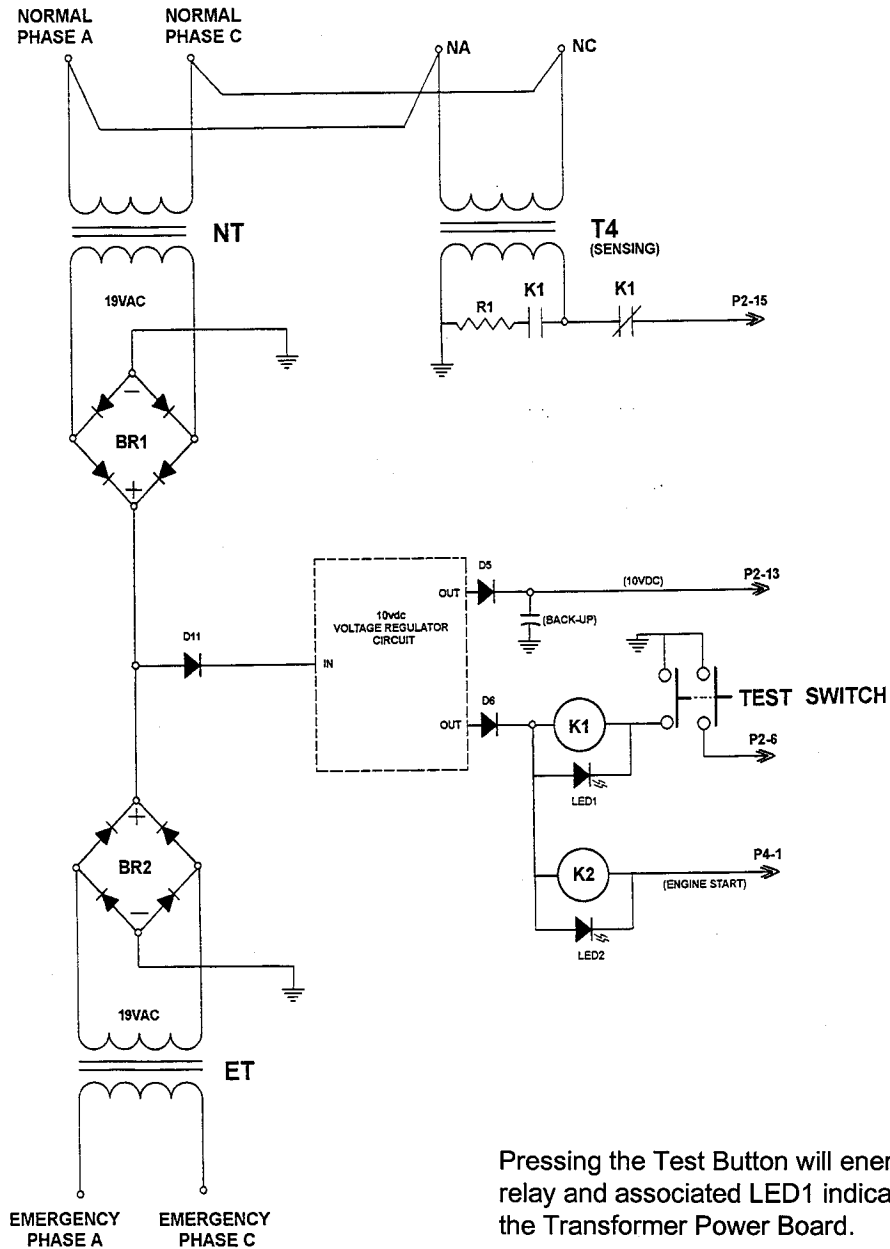 NORMAL
PHASE A
NORMAL
PHASE C
NA
NC
NT
T4
(SENSING)
19VAC
R1
K1
K1
P2-15
−
BR1
+
10vdc
VOLTAGE REGULATOR
CIRCUIT
IN
OUT
OUT
D5
(10VDC)
P2-13
(BACK-UP)
D11
D6
K1
LED1
TEST SWITCH
P2-6
K2
LED2
P4-1
(ENGINE START)
+
BR2
−
19VAC
ET
EMERGENCY
PHASE A
EMERGENCY
PHASE C
Pressing the Test Button will ener
relay and associated LED1 indica
the Transformer Power Board.